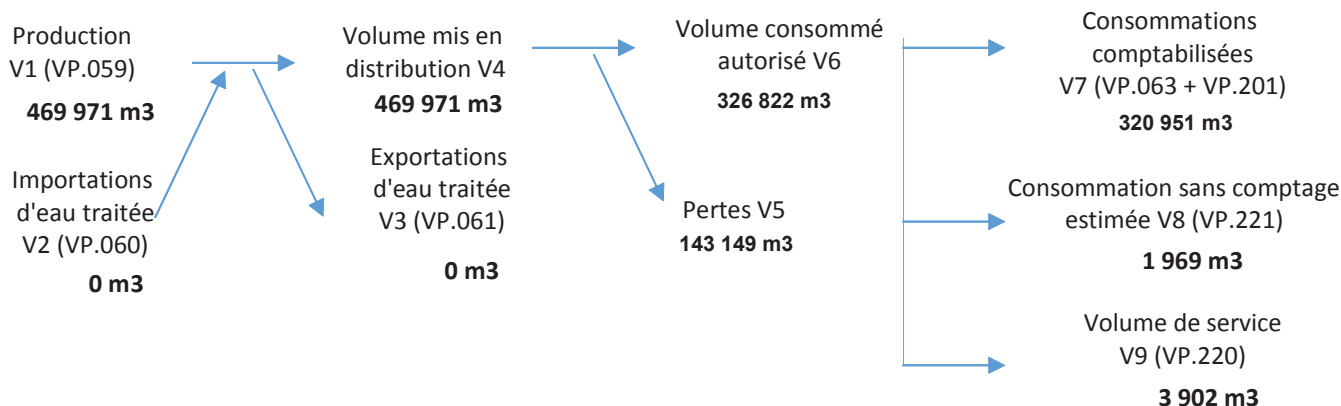 Production
V1 (VP.059)
469 971 m3
Importations
d'eau traitée
V2 (VP.060)
0 m3
Volume mis en
distribution V4
469 971 m3
Exportations
d'eau traitée
V3 (VP.061)
0 m3
Volume consommé
autorisé V6
326 822 m3
Pertes V5
143 149 m3
Consommations
comptabilisées
V7 (VP.063 + VP.201)
320 951 m3
Consommation sans comptage
estimée V8 (VP.221)
1 969 m3
Volume de service
V9 (VP.220)
3 902 m3